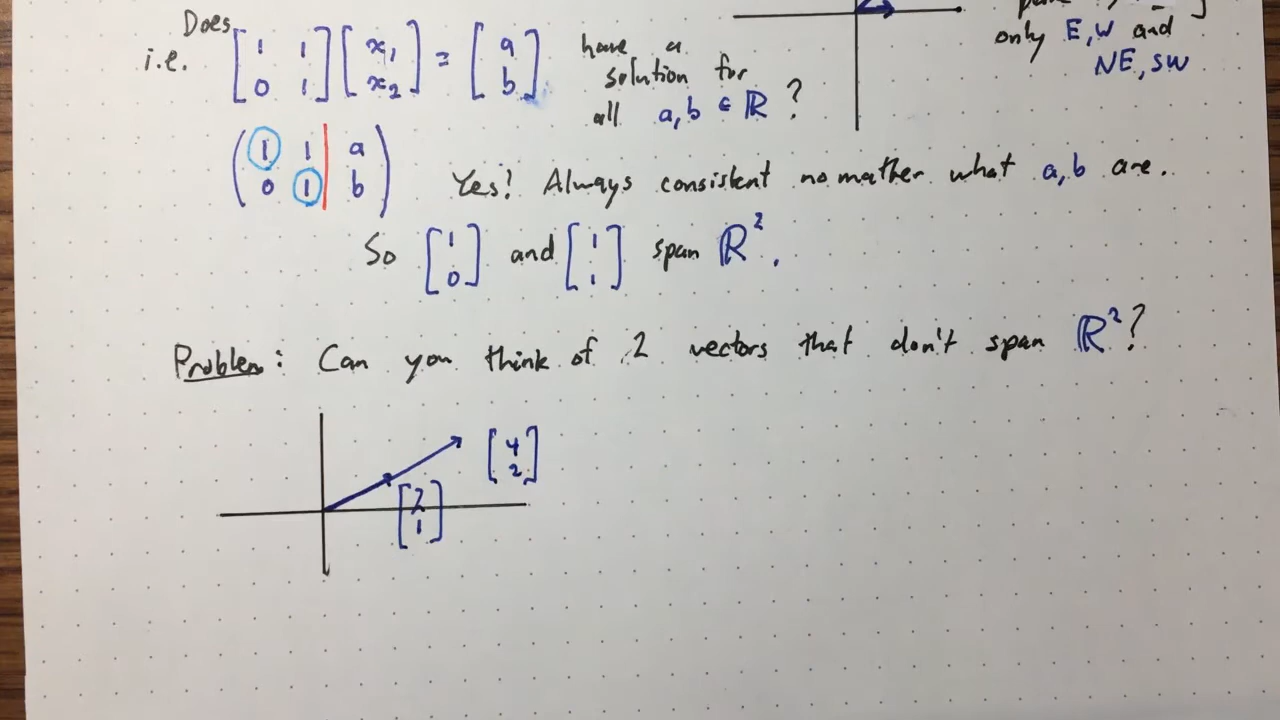 Does
i.e. [1 1; 0 1] [x₁; x₂] = [a; b] have a solution for all a, b ∈ ℝ?
only E, W and
NE, SW
(1 1 | a; 0 1 | b) Yes! Always consistent no mather what a, b are.
So [1; 0] and [1; 1] span ℝ².
Problem: Can you think of 2 vectors that don't span ℝ²?
[4; 2]
[2; 1]